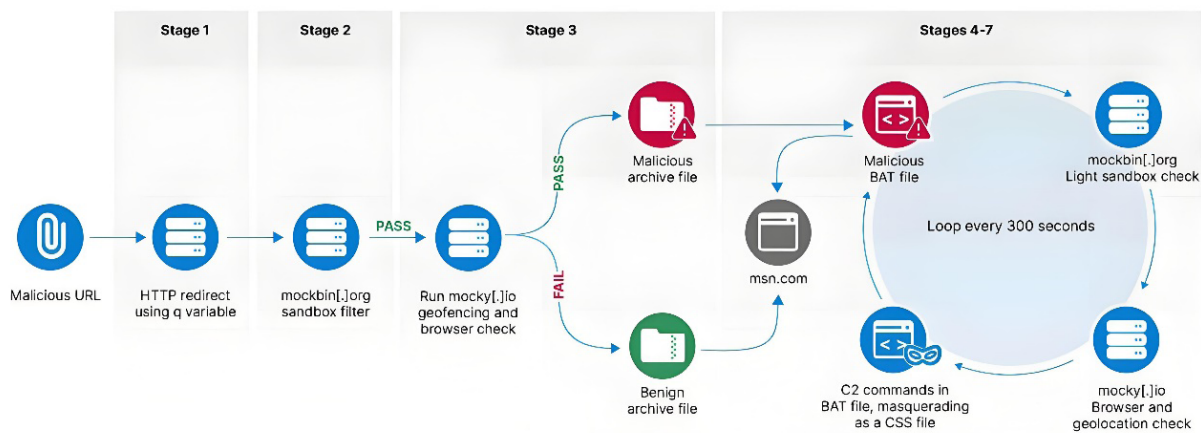 Stage 1
Stage 2
Stage 3
Stages 4-7
Malicious URL
HTTP redirect
using q variable
mockbin[.]org
sandbox filter
PASS
Run mocky[.]io
geofencing and
browser check
PASS
FAIL
Malicious
archive file
Benign
archive file
msn.com
Malicious
BAT file
mockbin[.]org
Light sandbox check
Loop every 300 seconds
mocky[.]io
Browser and
geolocation check
C2 commands in
BAT file, masquerading
as a CSS file